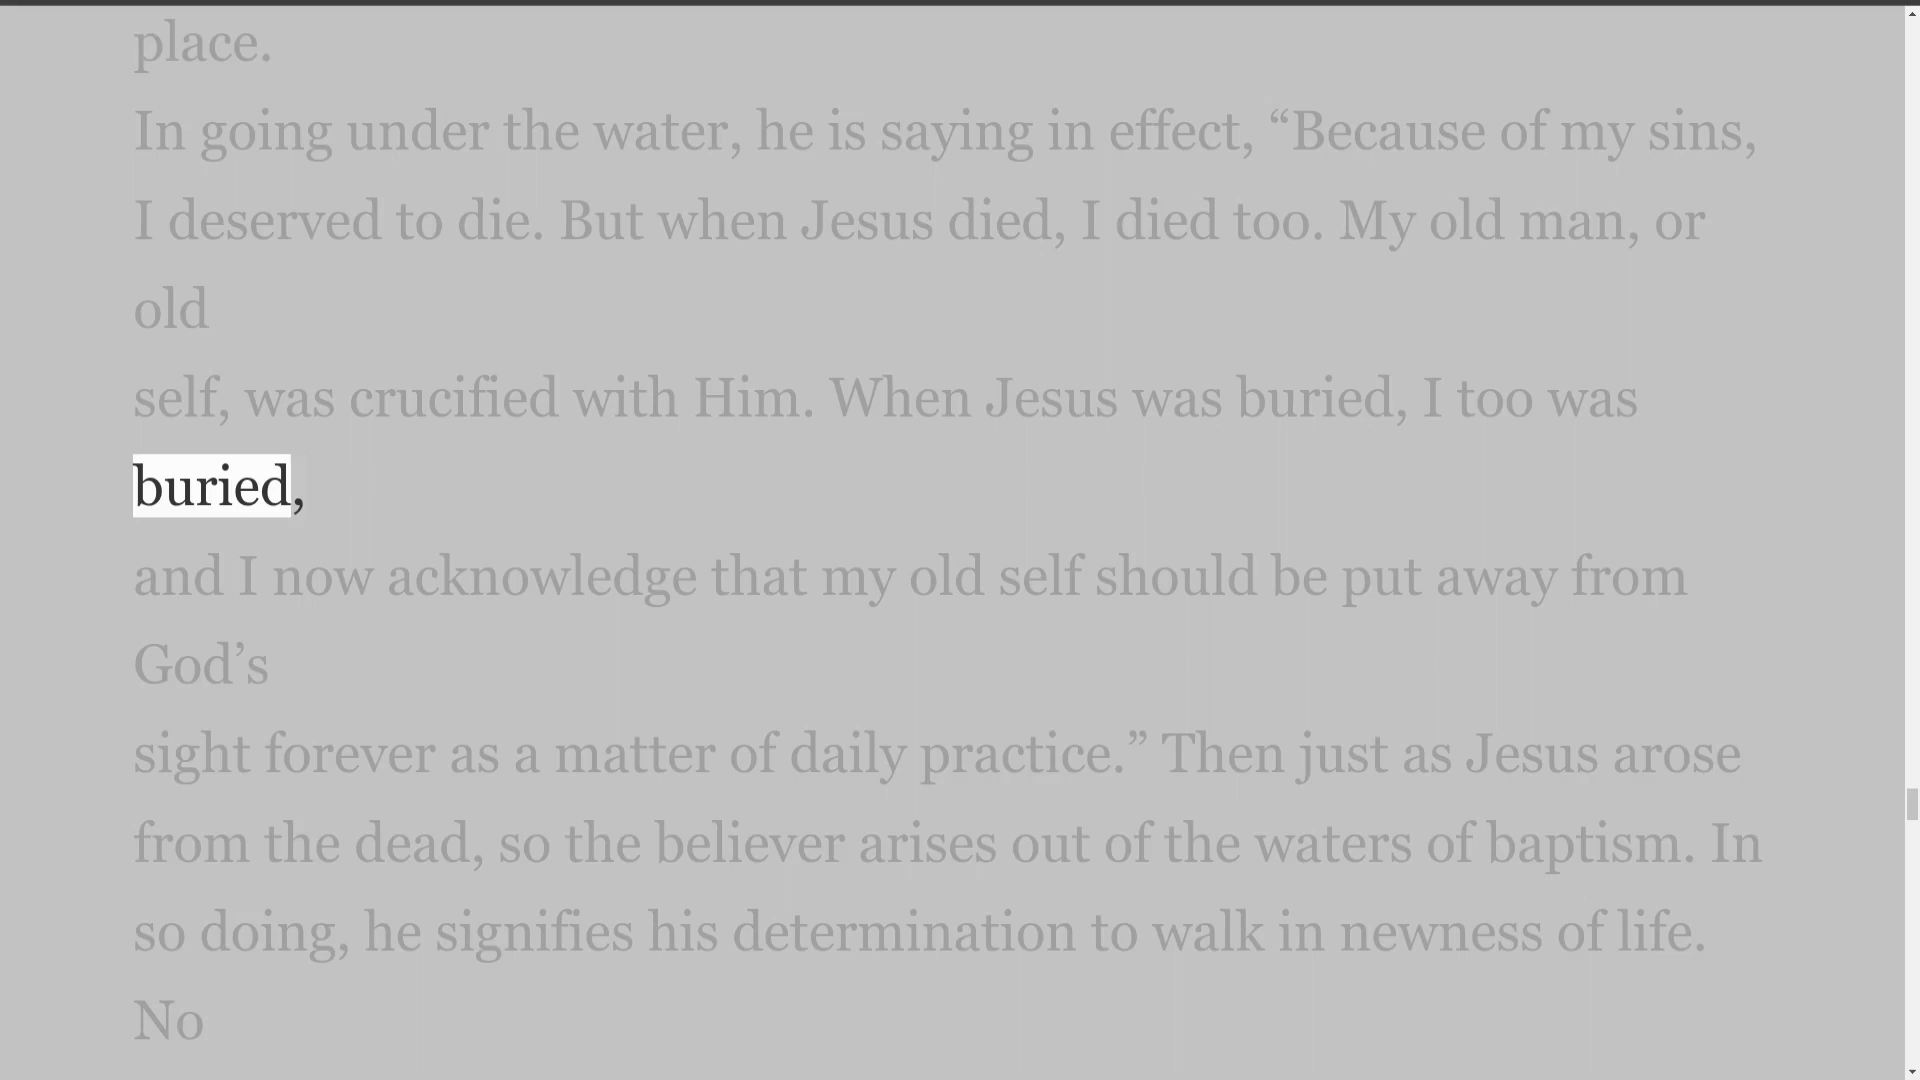 place.
In going under the water, he is saying in effect, “Because of my sins,
I deserved to die. But when Jesus died, I died too. My old man, or
old
self, was crucified with Him. When Jesus was buried, I too was
buried,
and I now acknowledge that my old self should be put away from
God’s
sight forever as a matter of daily practice.” Then just as Jesus arose
from the dead, so the believer arises out of the waters of baptism. In
so doing, he signifies his determination to walk in newness of life.
No